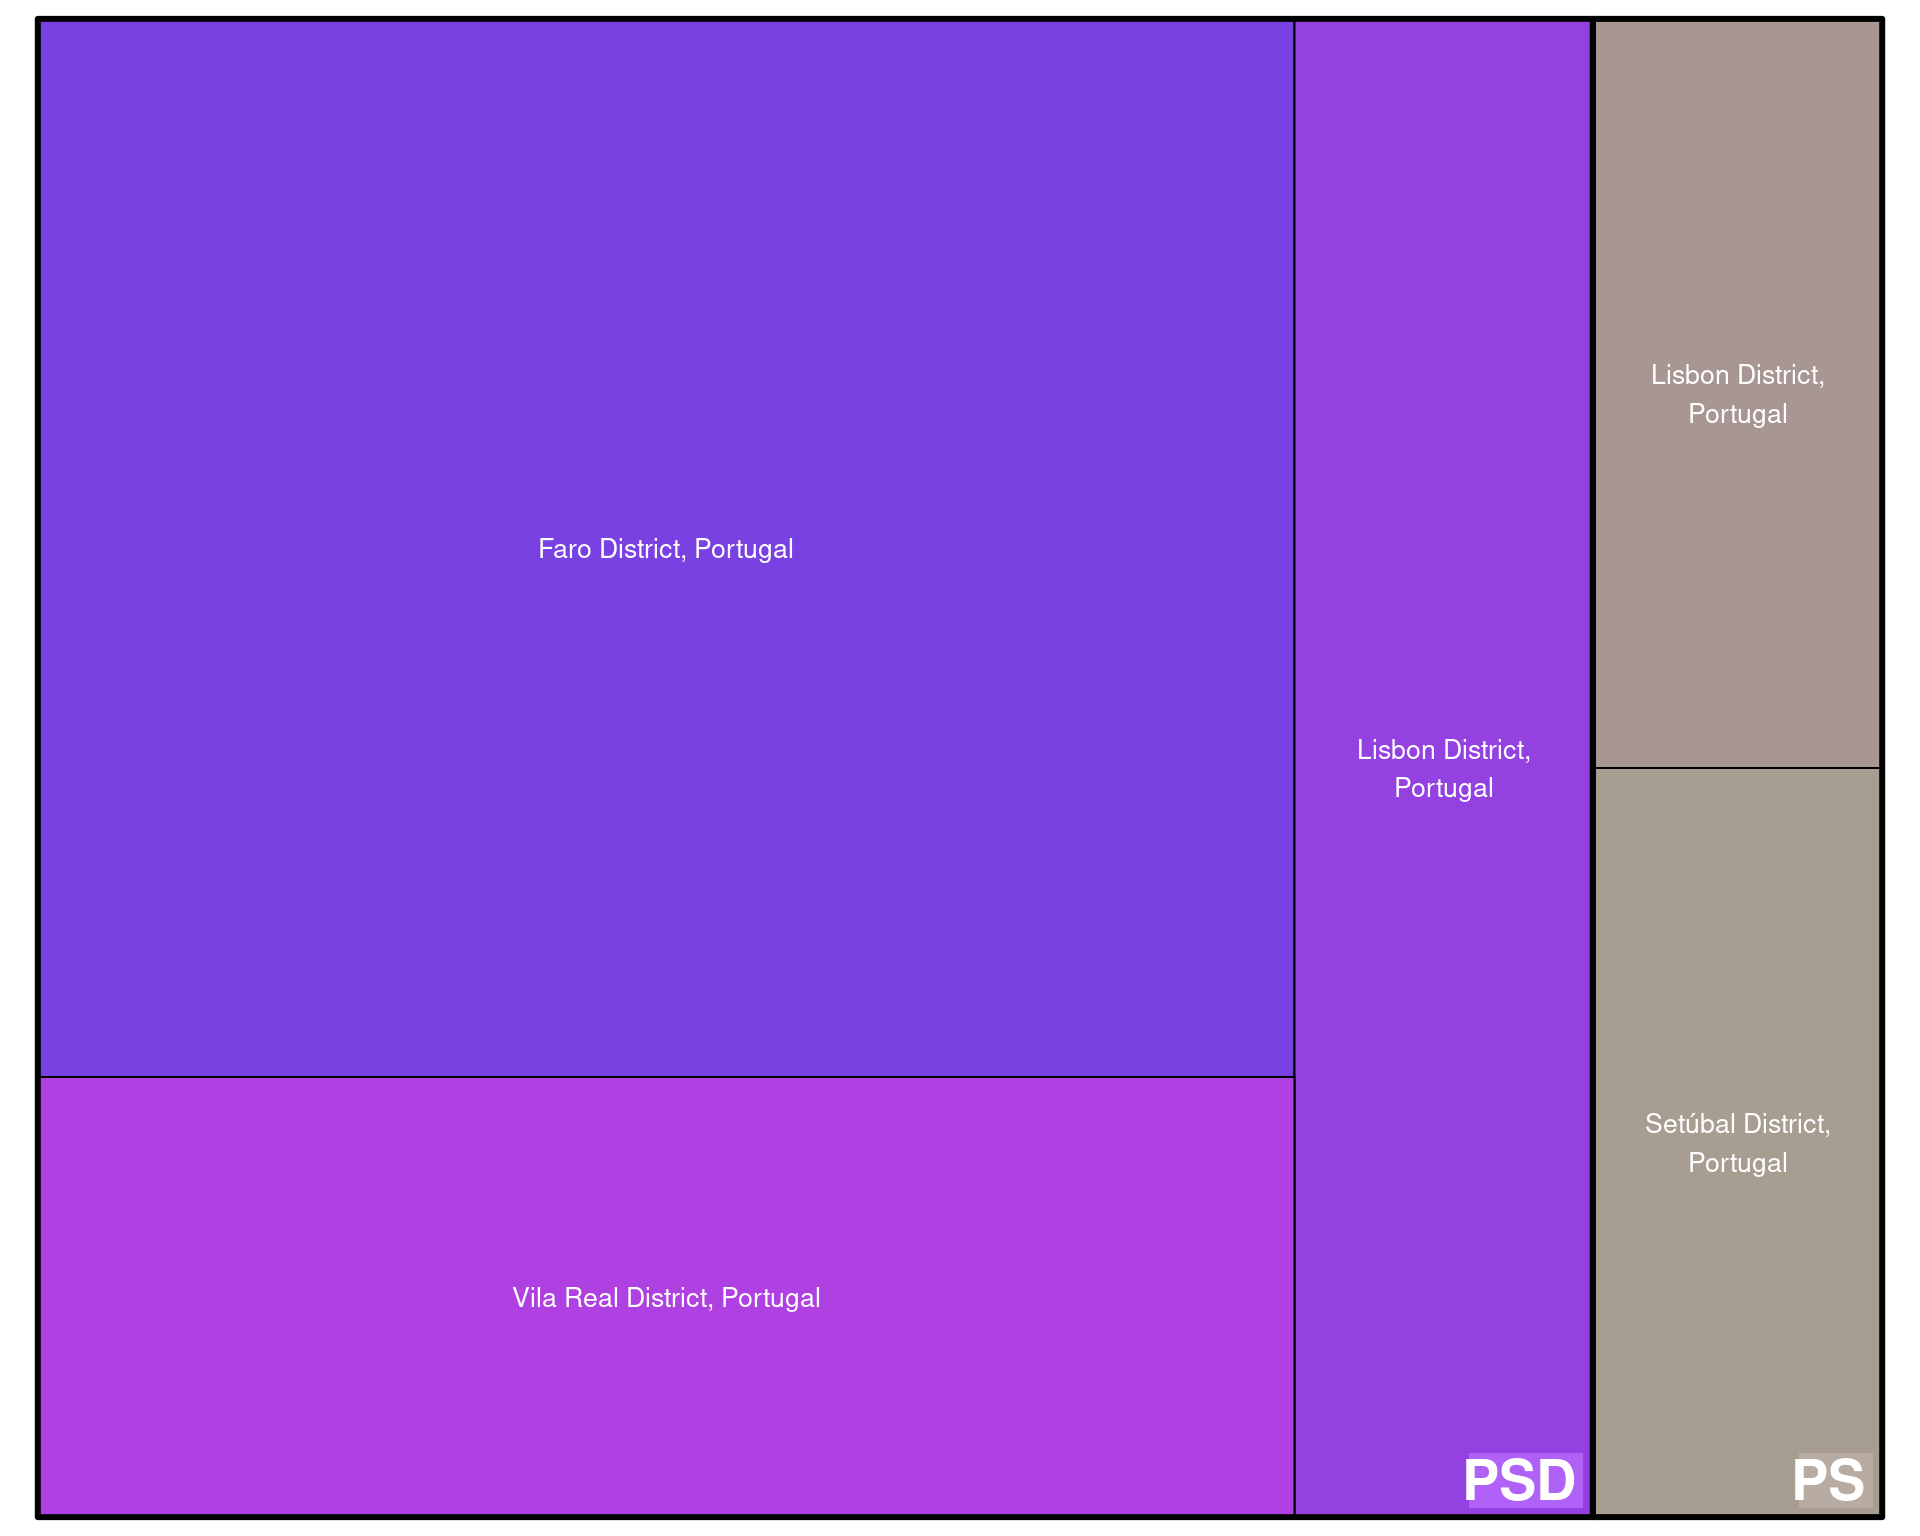 Faro District, Portugal
Vila Real District, Portugal
Lisbon District,
Portugal
PSD
Lisbon District,
Portugal
Setúbal District,
Portugal
PS